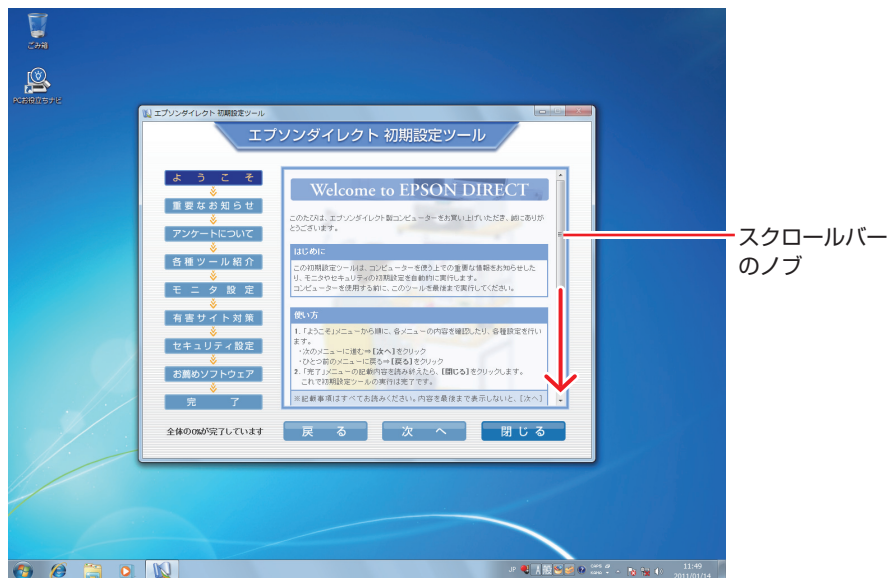 ごみ箱
PCお役立ちナビ
エプソンダイレクト 初期設定ツール
エプソンダイレクト 初期設定ツール
ようこそ
重要なお知らせ
アンケートについて
各種ツール紹介
モニタ設定
有害サイト対策
セキュリティ設定
お薦めソフトウェア
完 了
全体の0%が完了しています
Welcome to EPSON DIRECT
このたびは、エプソンダイレクト製コンピューターをお買い上げいただき、誠にありが
とうございます。
はじめに
この初期設定ツールは、コンピューターを使う上での重要な情報をお知らせした
り、モニタやセキュリティの初期設定を自動的に実行します。
コンピューターを使用する前に、このツールを最後まで実行してください。
使い方
1.「ようこそ」メニューから順に、各メニューの内容を確認したり、各種設定を行い
ます。
・次のメニューに進む⇒【次へ】をクリック
・ひとつ前のメニューに戻る⇒【戻る】をクリック
2.「完了」メニューの記載内容を読み終えたら、【閉じる】をクリックします。
これで初期設定ツールの実行は完了です。
※記載事項はすべてお読みください。内容を最後まで表示しないと、【次へ】
戻 る
次 へ
閉じる
スクロールバー
のノブ
JP
11:49
2011/01/14